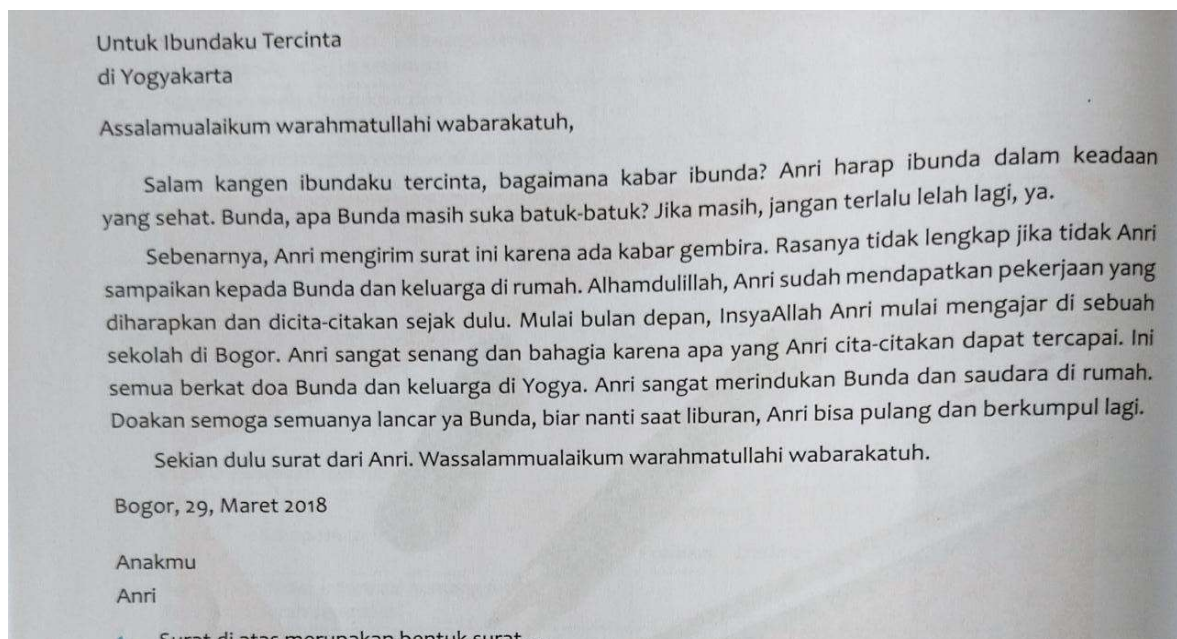 Untuk Ibundaku Tercinta
di Yogyakarta
Assalamualaikum warahmatullahi wabarakatuh,
Salam kangen ibundaku tercinta, bagaimana kabar ibunda? Anri harap ibunda dalam keadaan
yang sehat. Bunda, apa Bunda masih suka batuk-batuk? Jika masih, jangan terlalu lelah lagi, ya.
Sebenarnya, Anri mengirim surat ini karena ada kabar gembira. Rasanya tidak lengkap jika tidak Anri
sampaikan kepada Bunda dan keluarga di rumah. Alhamdulillah, Anri sudah mendapatkan pekerjaan yang
diharapkan dan dicita-citakan sejak dulu. Mulai bulan depan, InsyaAllah Anri mulai mengajar di sebuah
sekolah di Bogor. Anri sangat senang dan bahagia karena apa yang Anri cita-citakan dapat tercapai. Ini
semua berkat doa Bunda dan keluarga di Yogya. Anri sangat merindukan Bunda dan saudara di rumah.
Doakan semoga semuanya lancar ya Bunda, biar nanti saat liburan, Anri bisa pulang dan berkumpul lagi.
Sekian dulu surat dari Anri. Wassalammualaikum warahmatullahi wabarakatuh.
Bogor, 29, Maret 2018
Anakmu
Anri
Surat di atas merupakan bentuk surat